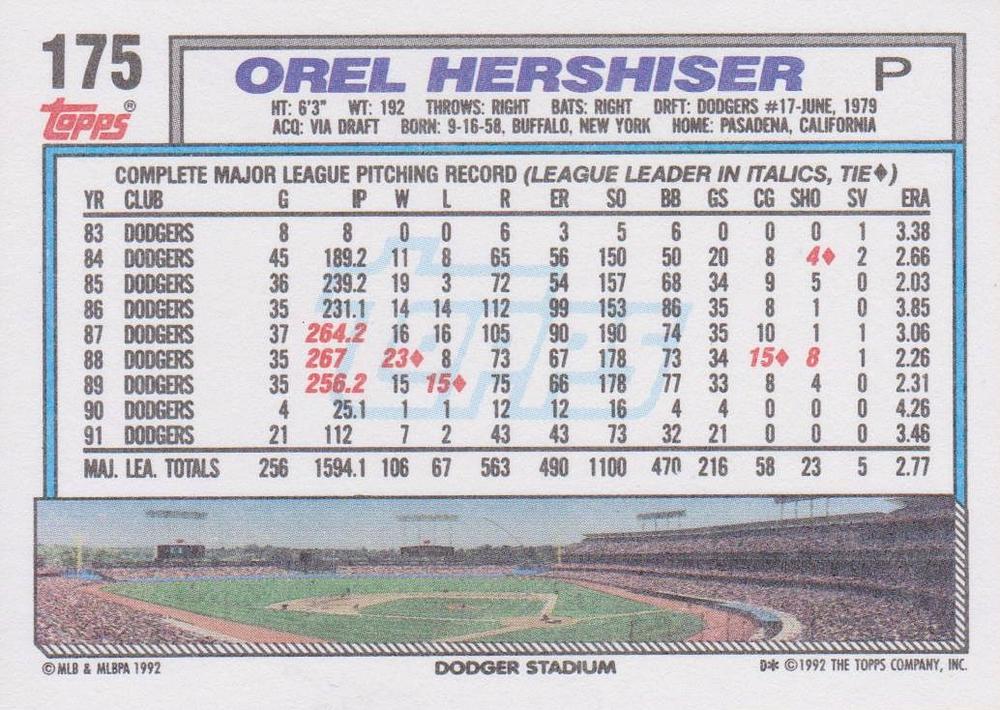 175
OREL HERSHISER P
TOPPS®
HT: 6'3" WT: 192 THROWS: RIGHT BATS: RIGHT DRFT: DODGERS #17-JUNE, 1979
ACQ: VIA DRAFT BORN: 9-16-58, BUFFALO, NEW YORK HOME: PASADENA, CALIFORNIA
COMPLETE MAJOR LEAGUE PITCHING RECORD (LEAGUE LEADER IN ITALICS, TIE♦)
YR CLUB G IP W L R ER SO BB GS CG SHO SV ERA
83 DODGERS 8 8 0 0 6 3 5 6 0 0 0 1 3.38
84 DODGERS 45 189.2 11 8 65 56 150 50 20 8 4♦ 2 2.66
85 DODGERS 36 239.2 19 3 72 54 157 68 34 9 5 0 2.03
86 DODGERS 35 231.1 14 14 112 99 153 86 35 8 1 0 3.85
87 DODGERS 37 264.2 16 16 105 90 190 74 35 10 1 1 3.06
88 DODGERS 35 267 23♦ 8 73 67 178 73 34 15♦ 8 1 2.26
89 DODGERS 35 256.2 15 15♦ 75 66 178 77 33 8 4 0 2.31
90 DODGERS 4 25.1 1 1 12 12 16 4 4 0 0 0 4.26
91 DODGERS 21 112 7 2 43 43 73 32 21 0 0 0 3.46
MAJ. LEA. TOTALS 256 1594.1 106 67 563 490 1100 470 216 58 23 5 2.77
TOPPS
©MLB & MLBPA 1992 DODGER STADIUM D* ©1992 THE TOPPS COMPANY, INC.